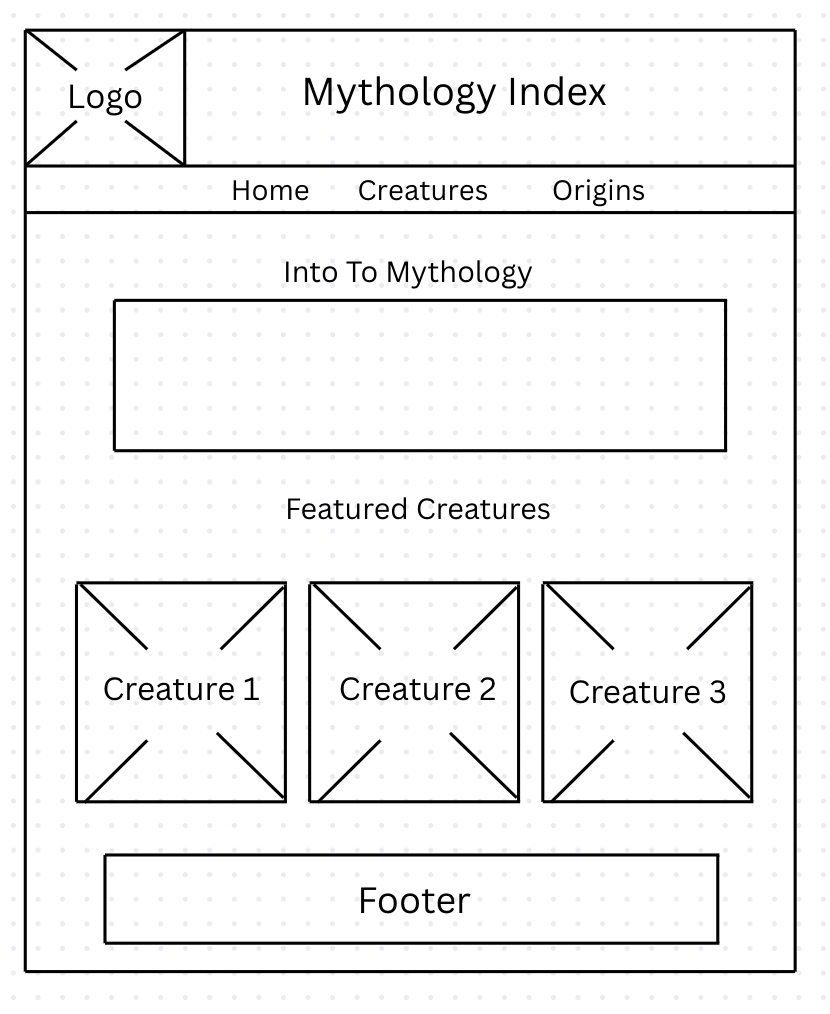 Logo
Mythology Index
Home Creatures Origins
Into To Mythology
Featured Creatures
Creature 1 Creature 2 Creature 3
Footer